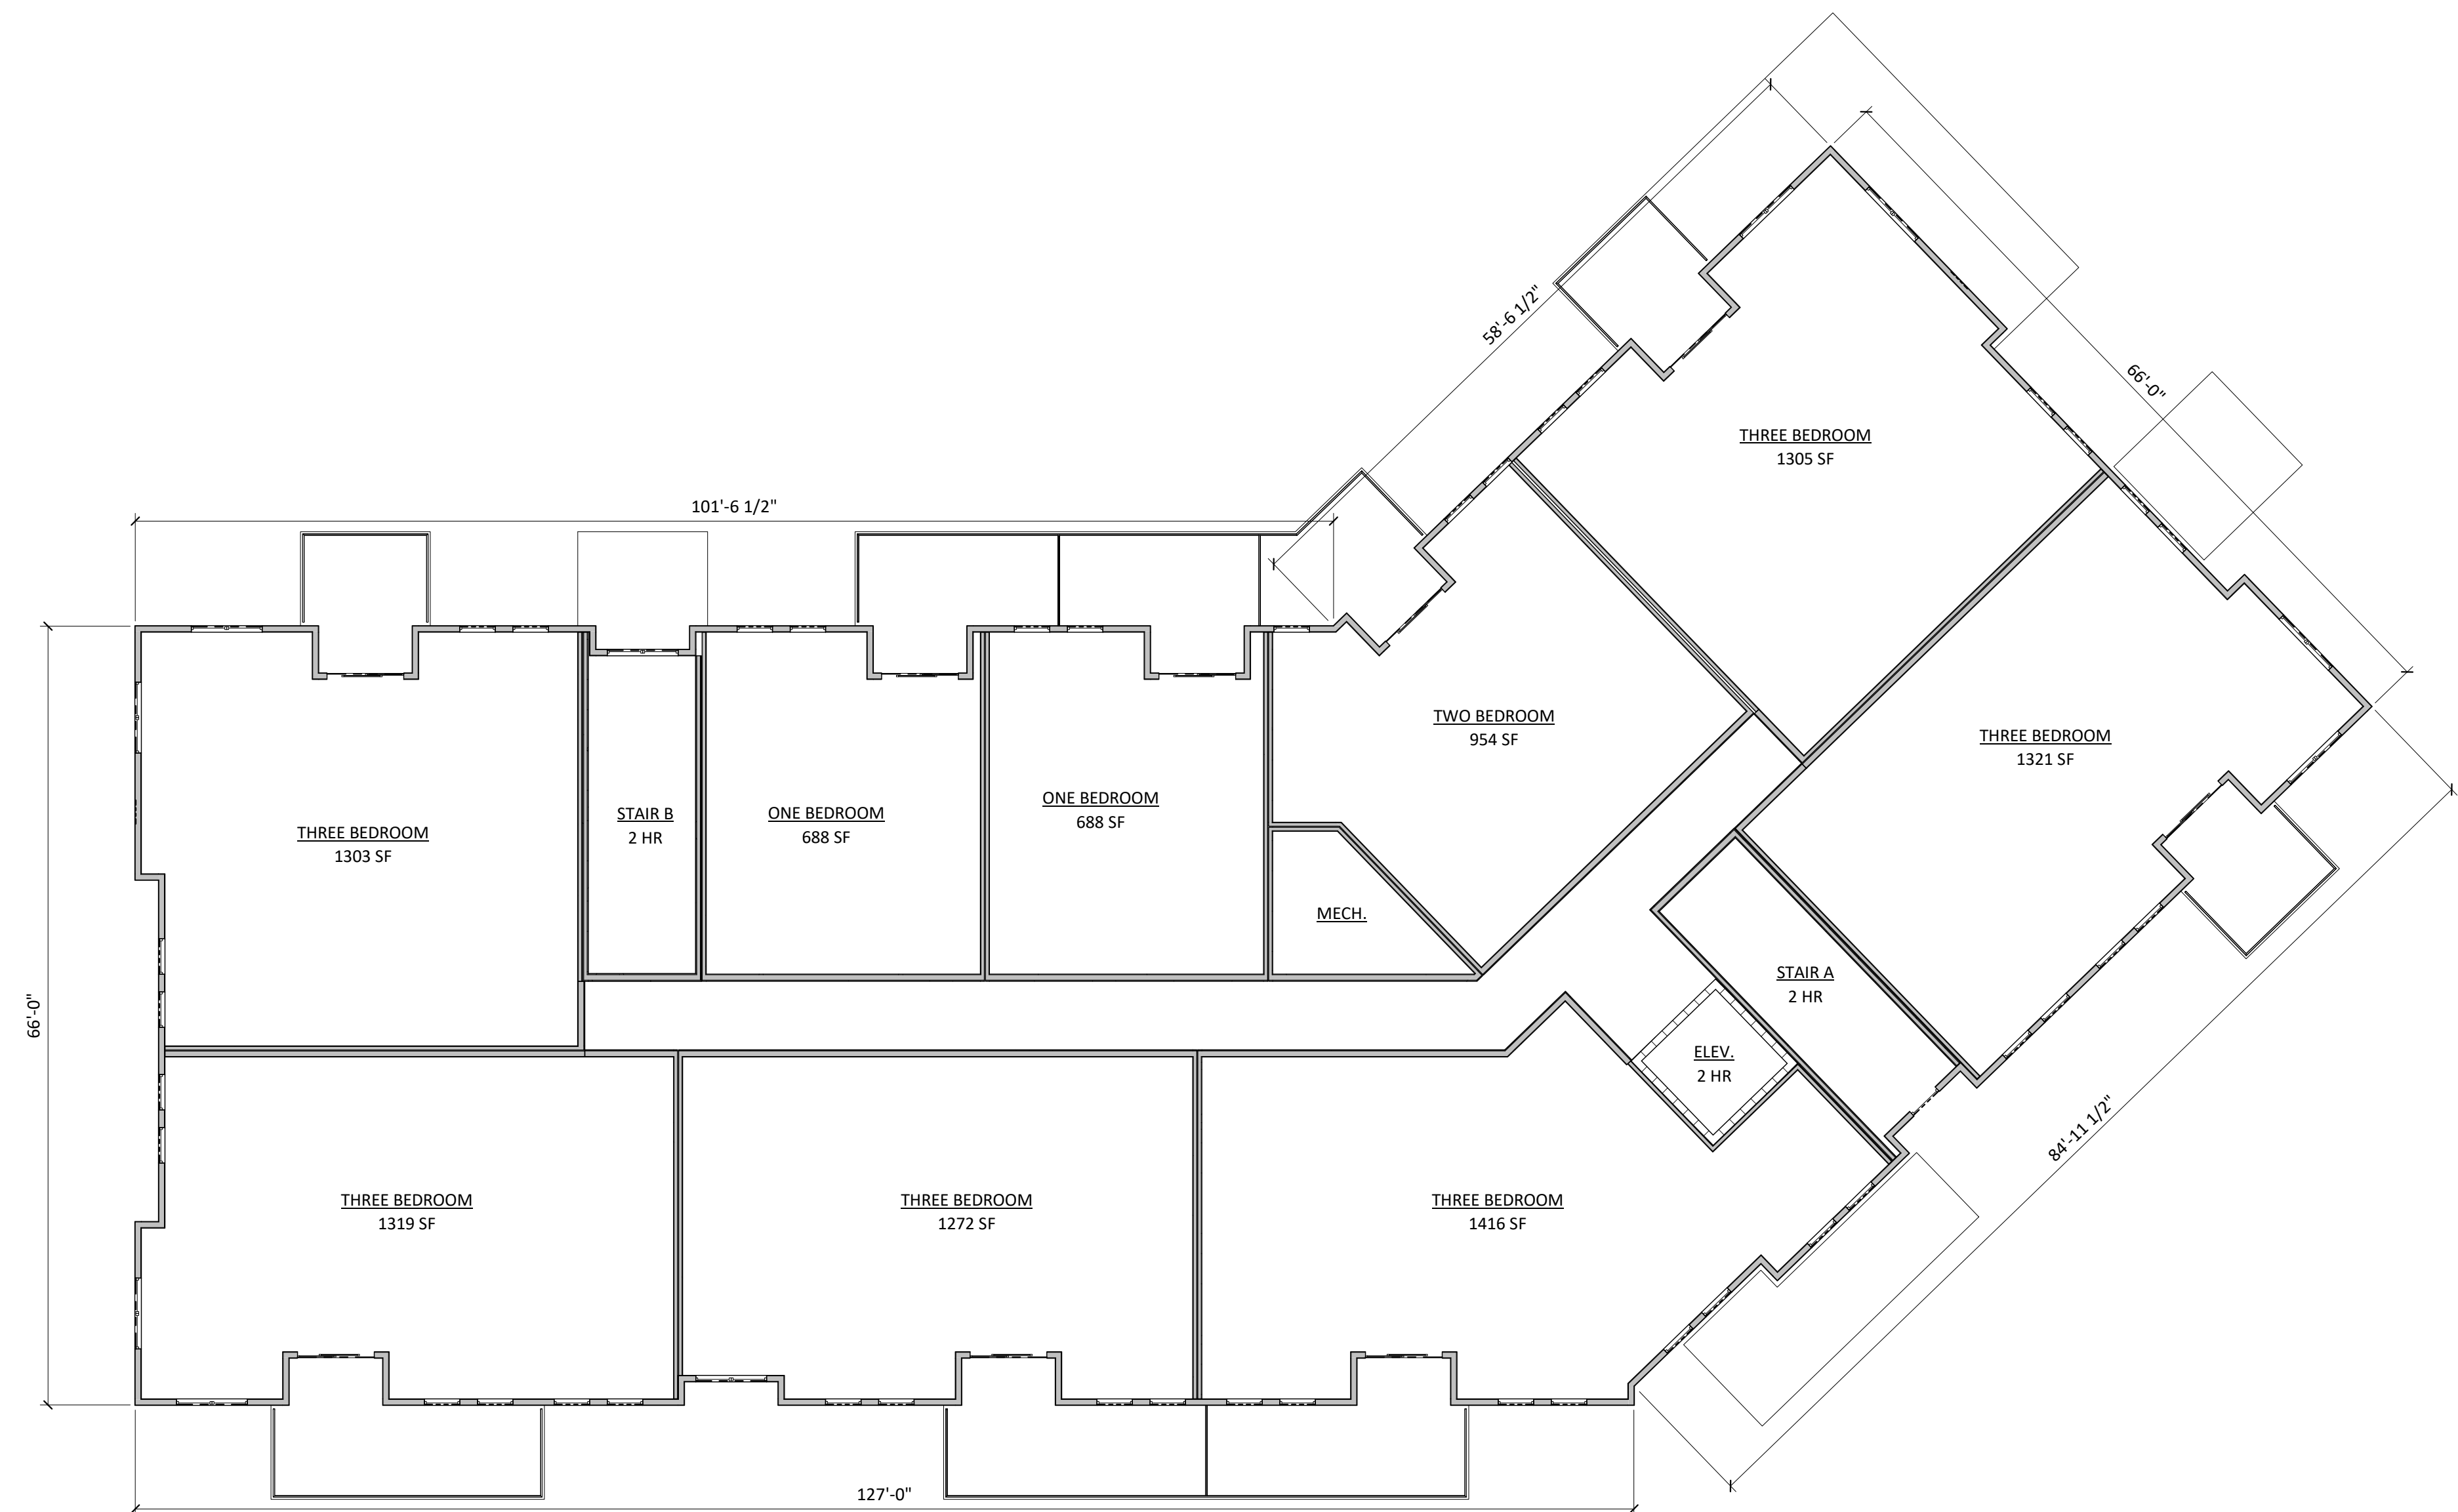 58'-6 1/2"
66'-0"
THREE BEDROOM
1305 SF
101'-6 1/2"
TWO BEDROOM
954 SF
THREE BEDROOM
1321 SF
THREE BEDROOM
1303 SF
STAIR B
2 HR
ONE BEDROOM
688 SF
ONE BEDROOM
688 SF
MECH.
STAIR A
2 HR
66'-0"
ELEV.
2 HR
84'-11 1/2"
THREE BEDROOM
1319 SF
THREE BEDROOM
1272 SF
THREE BEDROOM
1416 SF
127'-0"